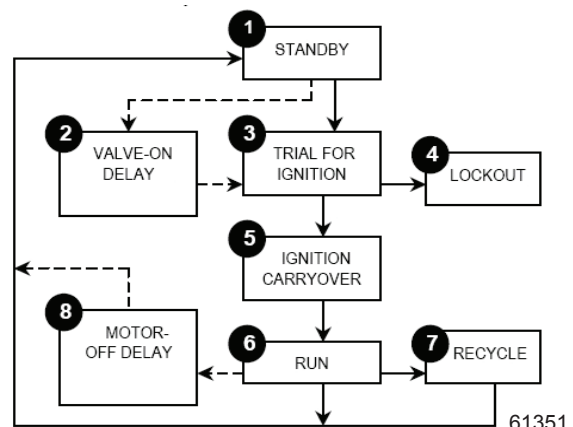 1
STANDBY
2
VALVE-ON
DELAY
3
TRIAL FOR
IGNITION
4
LOCKOUT
5
IGNITION
CARRYOVER
8
MOTOR-
OFF DELAY
6
RUN
7
RECYCLE
61351